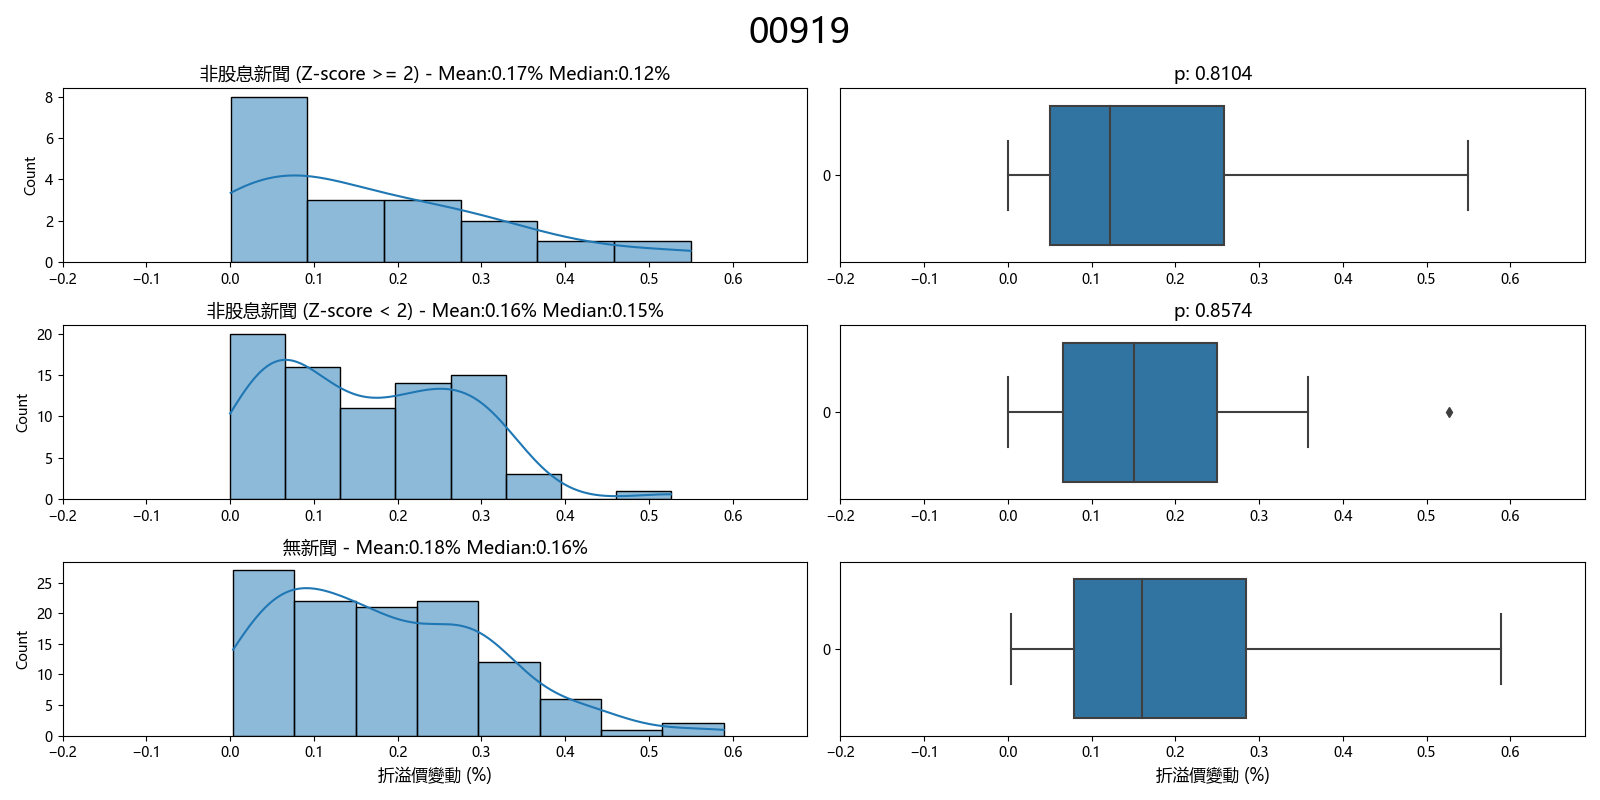 00919
非股息新聞 (Z-score >= 2) - Mean:0.17% Median:0.12%
Count
8
6
4
2
0
−0.2 −0.1 0.0 0.1 0.2 0.3 0.4 0.5 0.6
p: 0.8104
0
−0.2 −0.1 0.0 0.1 0.2 0.3 0.4 0.5 0.6
非股息新聞 (Z-score < 2) - Mean:0.16% Median:0.15%
Count
20
15
10
5
0
−0.2 −0.1 0.0 0.1 0.2 0.3 0.4 0.5 0.6
p: 0.8574
0
−0.2 −0.1 0.0 0.1 0.2 0.3 0.4 0.5 0.6
無新聞 - Mean:0.18% Median:0.16%
Count
25
20
15
10
5
0
−0.2 −0.1 0.0 0.1 0.2 0.3 0.4 0.5 0.6
折溢價變動 (%)
0
−0.2 −0.1 0.0 0.1 0.2 0.3 0.4 0.5 0.6
折溢價變動 (%)